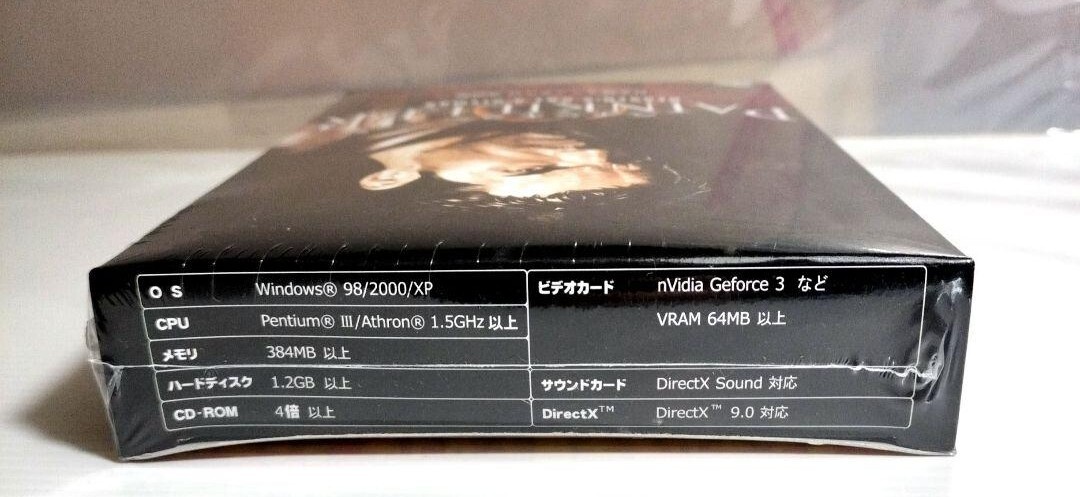 O S Windows® 98/2000/XP
CPU Pentium® III/Athron® 1.5GHz 以上
メモリ 384MB 以上
ハードディスク 1.2GB 以上
CD-ROM 4倍 以上
ビデオカード nVidia Geforce 3 など
VRAM 64MB 以上
サウンドカード DirectX Sound 対応
DirectX™ DirectX™ 9.0 対応